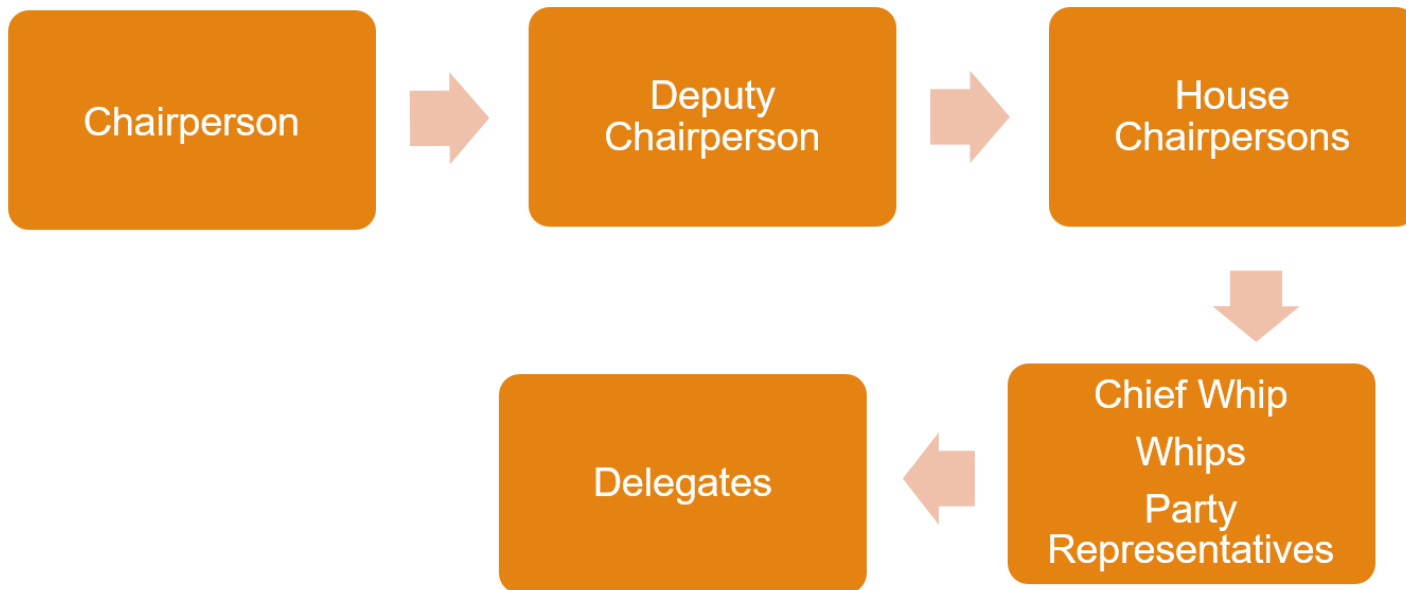 Chairperson
Deputy
Chairperson
House
Chairpersons
Chief Whip
Whips
Party
Representatives
Delegates